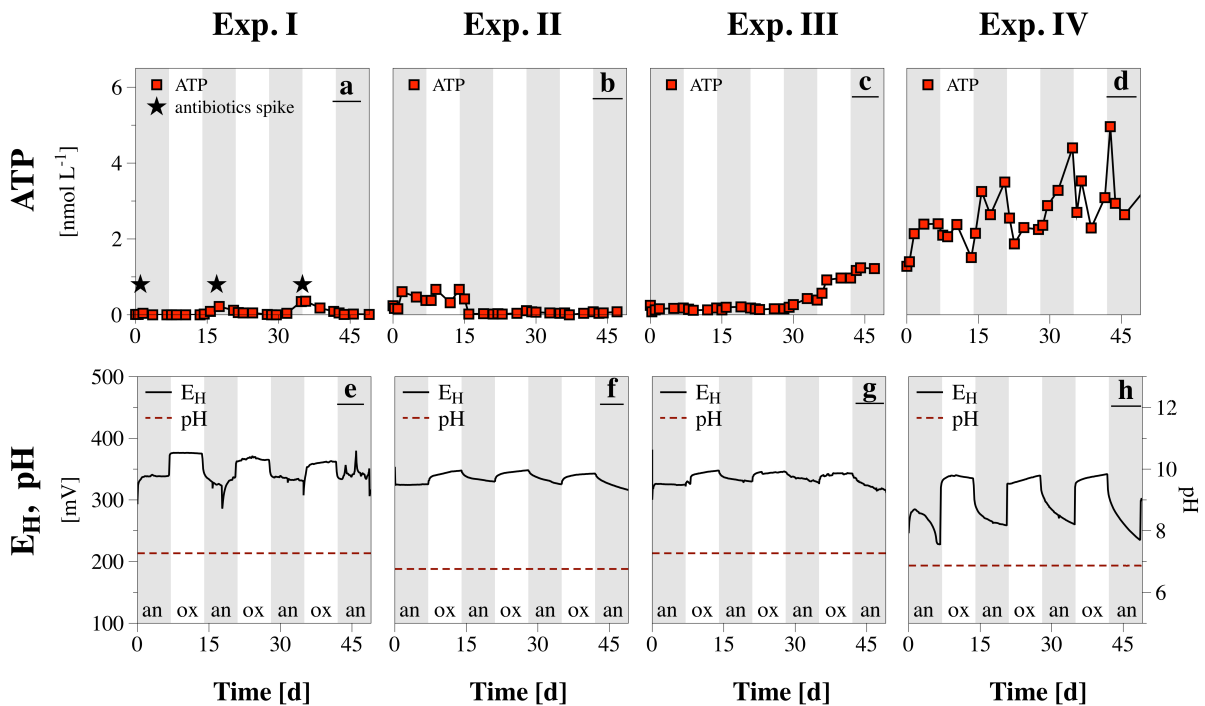 Exp. I Exp. II Exp. III Exp. IV
ATP
[nmol L⁻¹]
6
4
2
0
ATP a
antibiotics spike
0 15 30 45
ATP b
0 15 30 45
ATP c
0 15 30 45
ATP d
0 15 30 45
E_H, pH
[mV]
500
400
300
200
100
E_H e
pH
an ox an ox an ox an
0 15 30 45
Time [d]
E_H f
pH
an ox an ox an ox an
0 15 30 45
Time [d]
E_H g
pH
an ox an ox an ox an
0 15 30 45
Time [d]
E_H h
pH
an ox an ox an ox an
0 15 30 45
Time [d]
12
10
8
6
pH